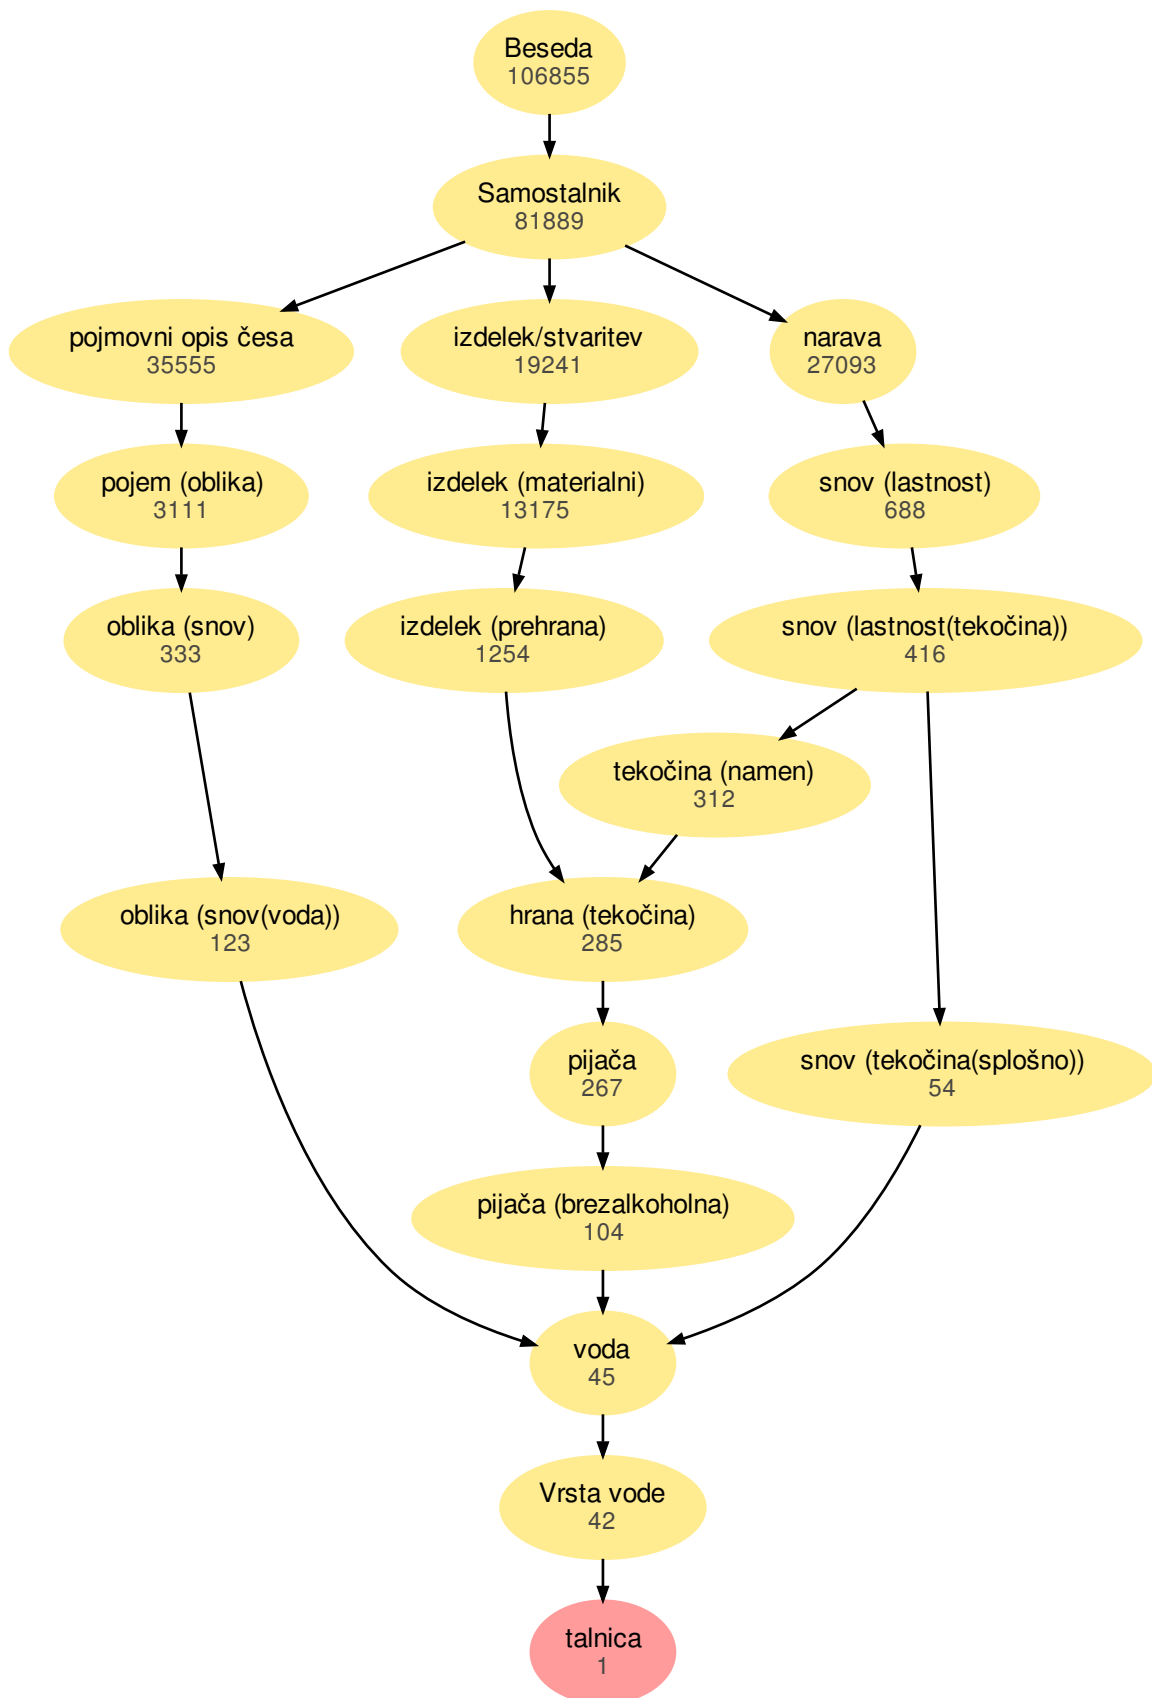 Beseda
106855
Samostalnik
81889
pojmovni opis česa
35555
izdelek/stvaritev
19241
narava
27093
pojem (oblika)
3111
izdelek (materialni)
13175
snov (lastnost)
688
oblika (snov)
333
izdelek (prehrana)
1254
snov (lastnost(tekočina))
416
tekočina (namen)
312
oblika (snov(voda))
123
hrana (tekočina)
285
pijača
267
snov (tekočina(splošno))
54
pijača (brezalkoholna)
104
voda
45
Vrsta vode
42
talnica
1